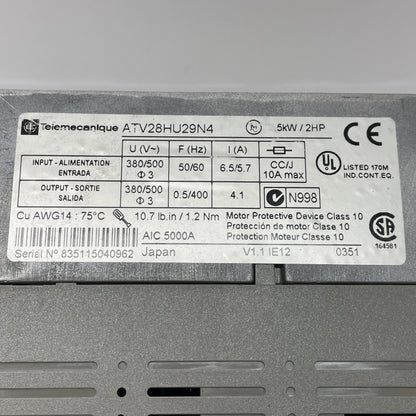 Telemecanique ATV28HU29N4 .5kW / 2HP CE
U (V~) F (Hz) I (A)
INPUT - ALIMENTATION ENTRADA 380/500 Φ 3 50/60 6.5/5.7 CC/J 10A max
UL LISTED 170M
IND.CONT.EQ.
OUTPUT - SORTIE SALIDA 380/500 Φ 3 0.5/400 4.1 N998
Cu AWG14 : 75°C 10.7 lb.in / 1.2 Nm Motor Protective Device Class 10
Protección de motor Clase 10
AIC 5000A Protection Moteur Classe 10
SA
164581
Serial Nº 835115040962 Japan V1.1 IE12 0351